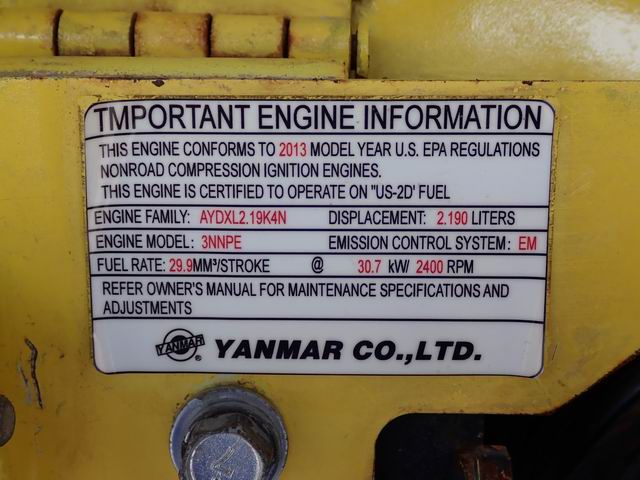 TMPORTANT ENGINE INFORMATION
THIS ENGINE CONFORMS TO 2013 MODEL YEAR U.S. EPA REGULATIONS
NONROAD COMPRESSION IGNITION ENGINES.
THIS ENGINE IS CERTIFIED TO OPERATE ON "US-2D' FUEL
ENGINE FAMILY: AYDXL2.19K4N DISPLACEMENT: 2.190 LITERS
ENGINE MODEL: 3NNPE EMISSION CONTROL SYSTEM: EM
FUEL RATE: 29.9MM³/STROKE @ 30.7 kW/ 2400 RPM
REFER OWNER'S MANUAL FOR MAINTENANCE SPECIFICATIONS AND
ADJUSTMENTS
YANMAR ® YANMAR CO.,LTD.